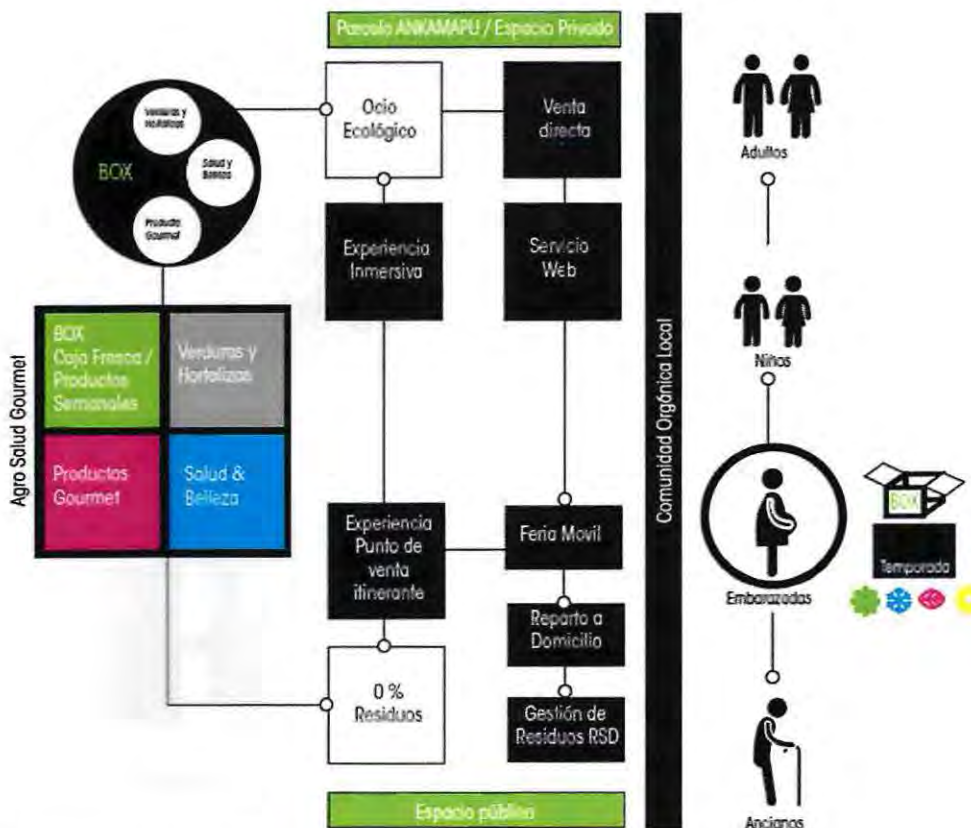 Parcela ANKAMAPU / Espacio Privado
Verduras y
Hortalizas
BOX
Salud y
Belleza
Producto
Gourmet
Ocio
Ecológico
Venta
directa
Experiencia
Inmersiva
Servicio
Web
Agro Salud Gourmet
BOX
Caja Fresca /
Productos
Semanales
Verduras y
Hortalizas
Productos
Gourmet
Salud &
Belleza
Experiencia
Punto de
venta
itinerante
Feria Movil
Reparto a
Domicilio
0 %
Residuos
Gestión de
Residuos RSD
Espacio público
Comunidad Orgánica Local
Adultos
Niños
Embarazadas
BOX
Temporada
Ancianos